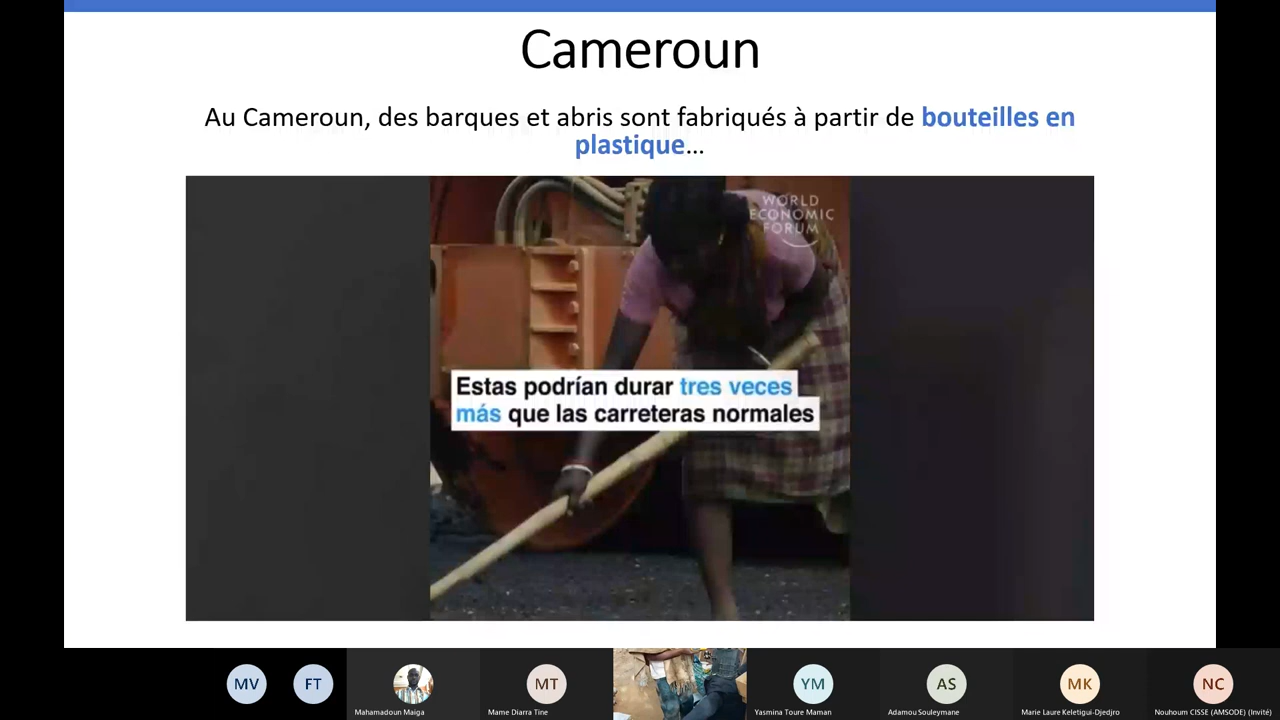 Cameroun
Au Cameroun, des barques et abris sont fabriqués à partir de bouteilles en
plastique...
WORLD
ECONOMIC
FORUM
Estas podrían durar tres veces
más que las carreteras normales
MV
FT
MT
YM
AS
MK
NC
Mahamadoun Maiga
Mame Diarra Tine
Yasmina Toure Maman
Adamou Souleymane
Marie Laure Keletigui-Djedjro
Nouhoum CISSE (AMSODE) (Invité)